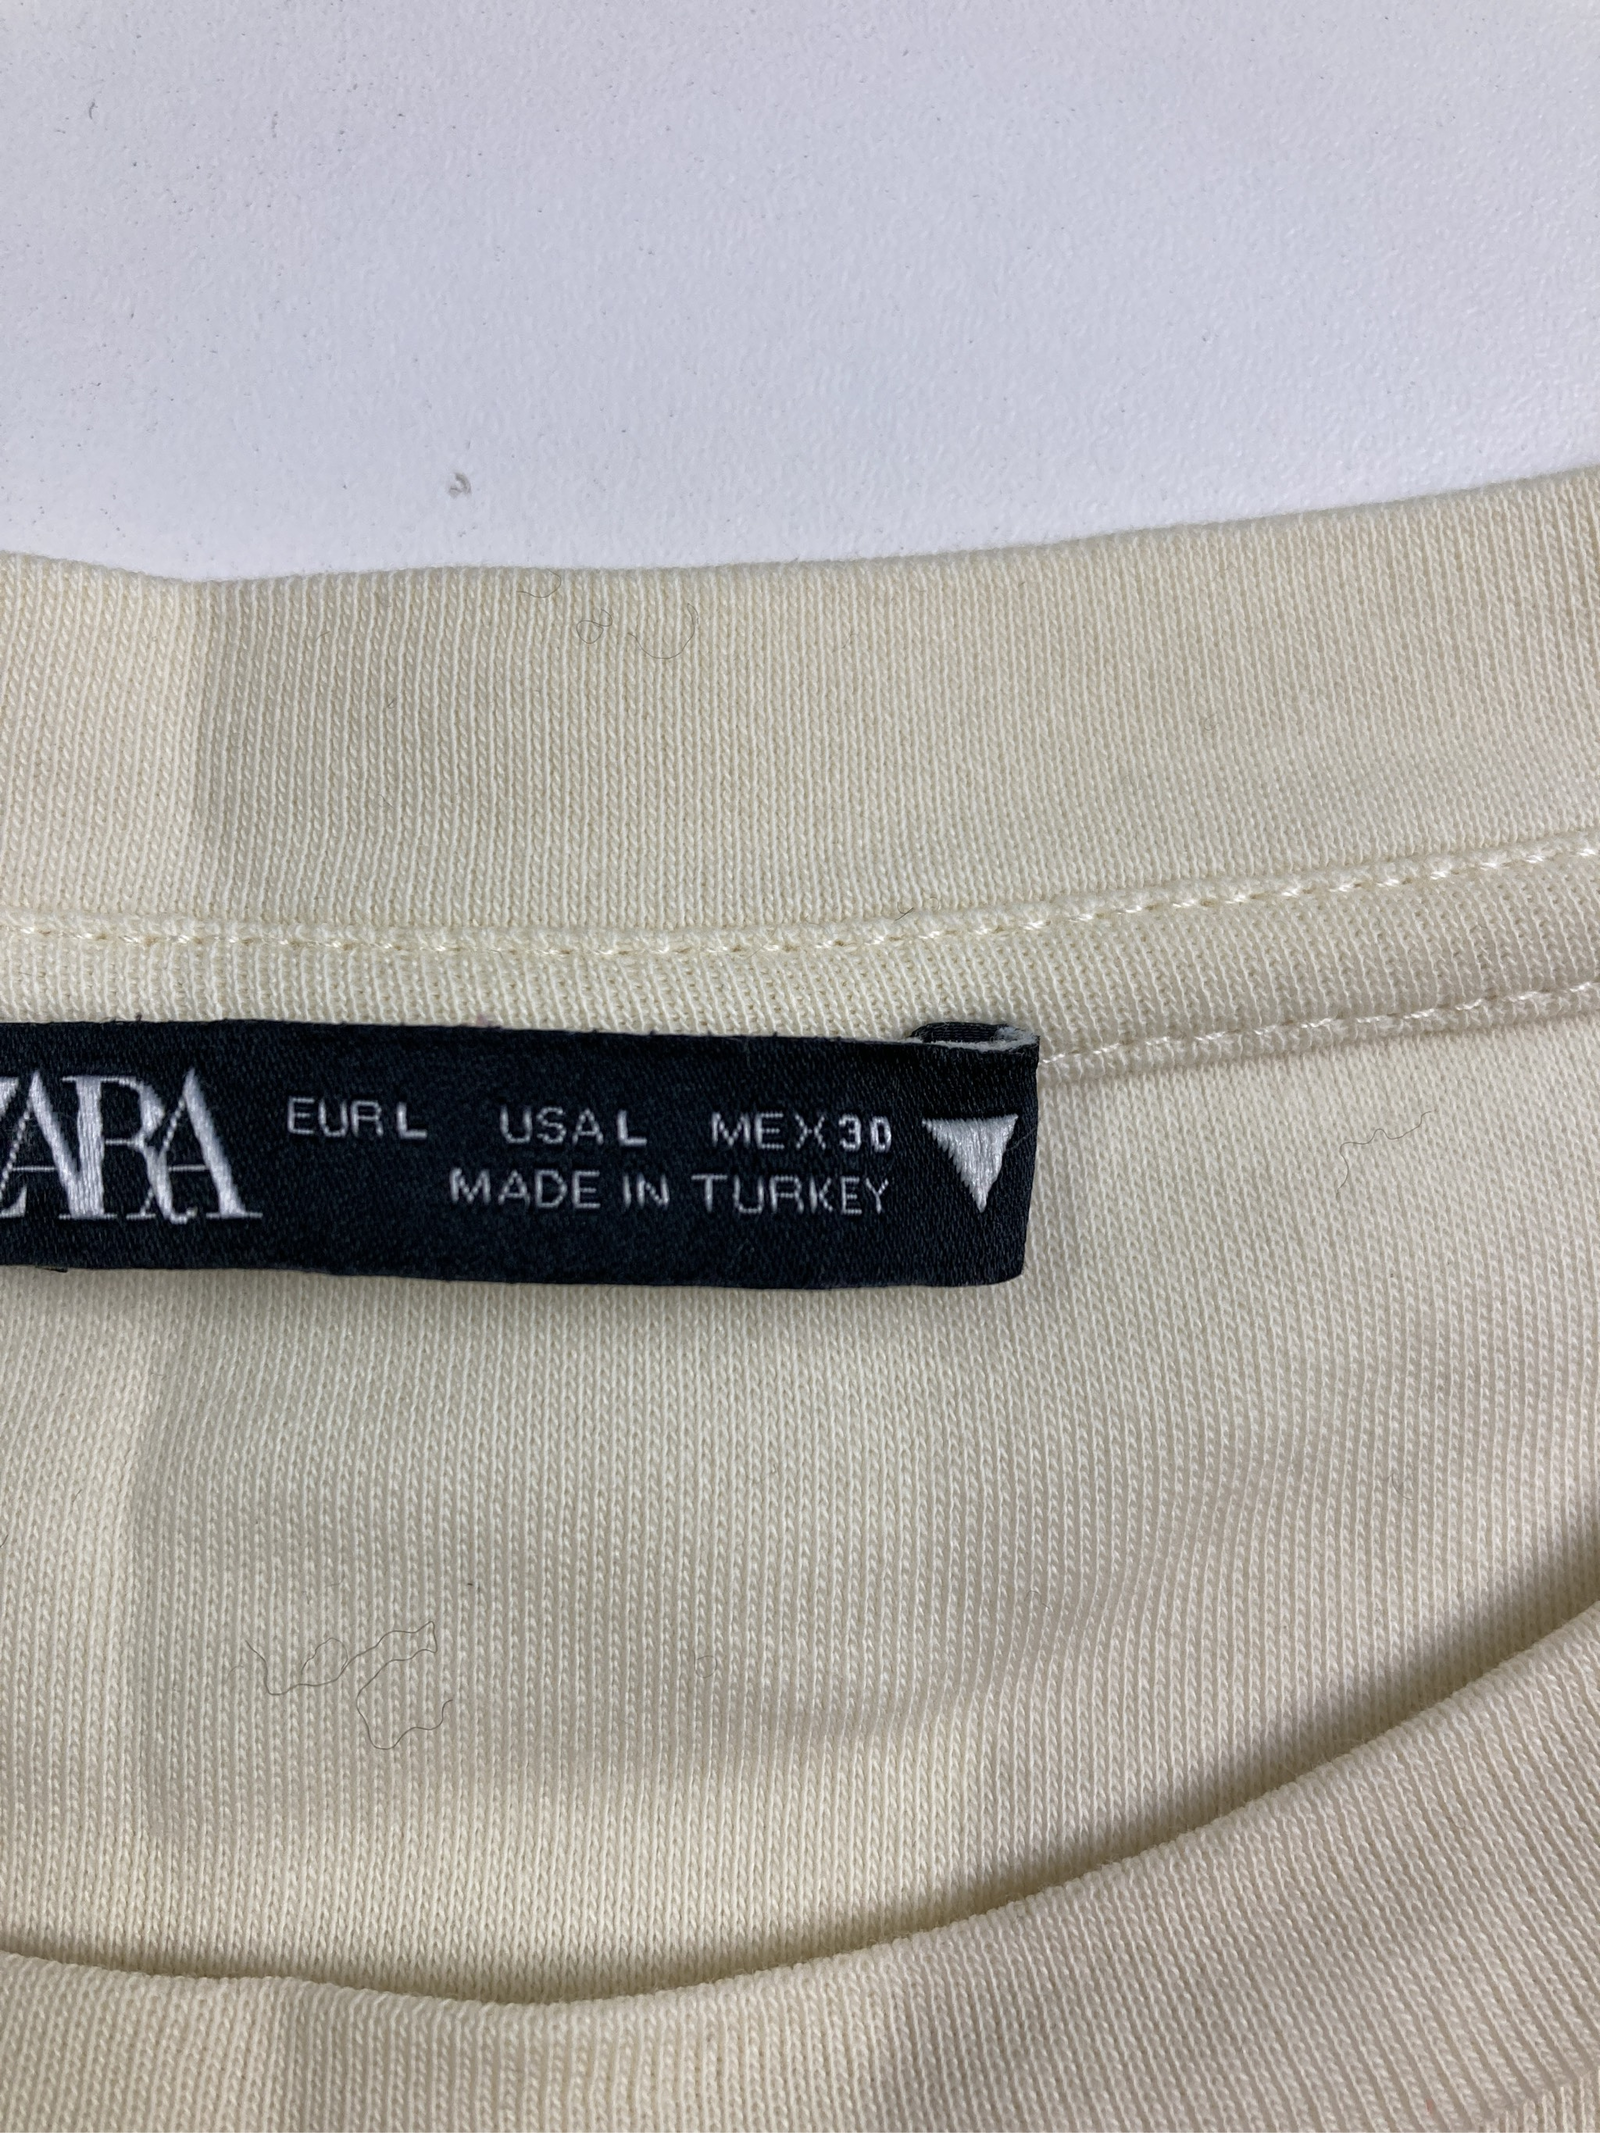 ZARA EUR L USA L MEX 30
MADE IN TURKEY